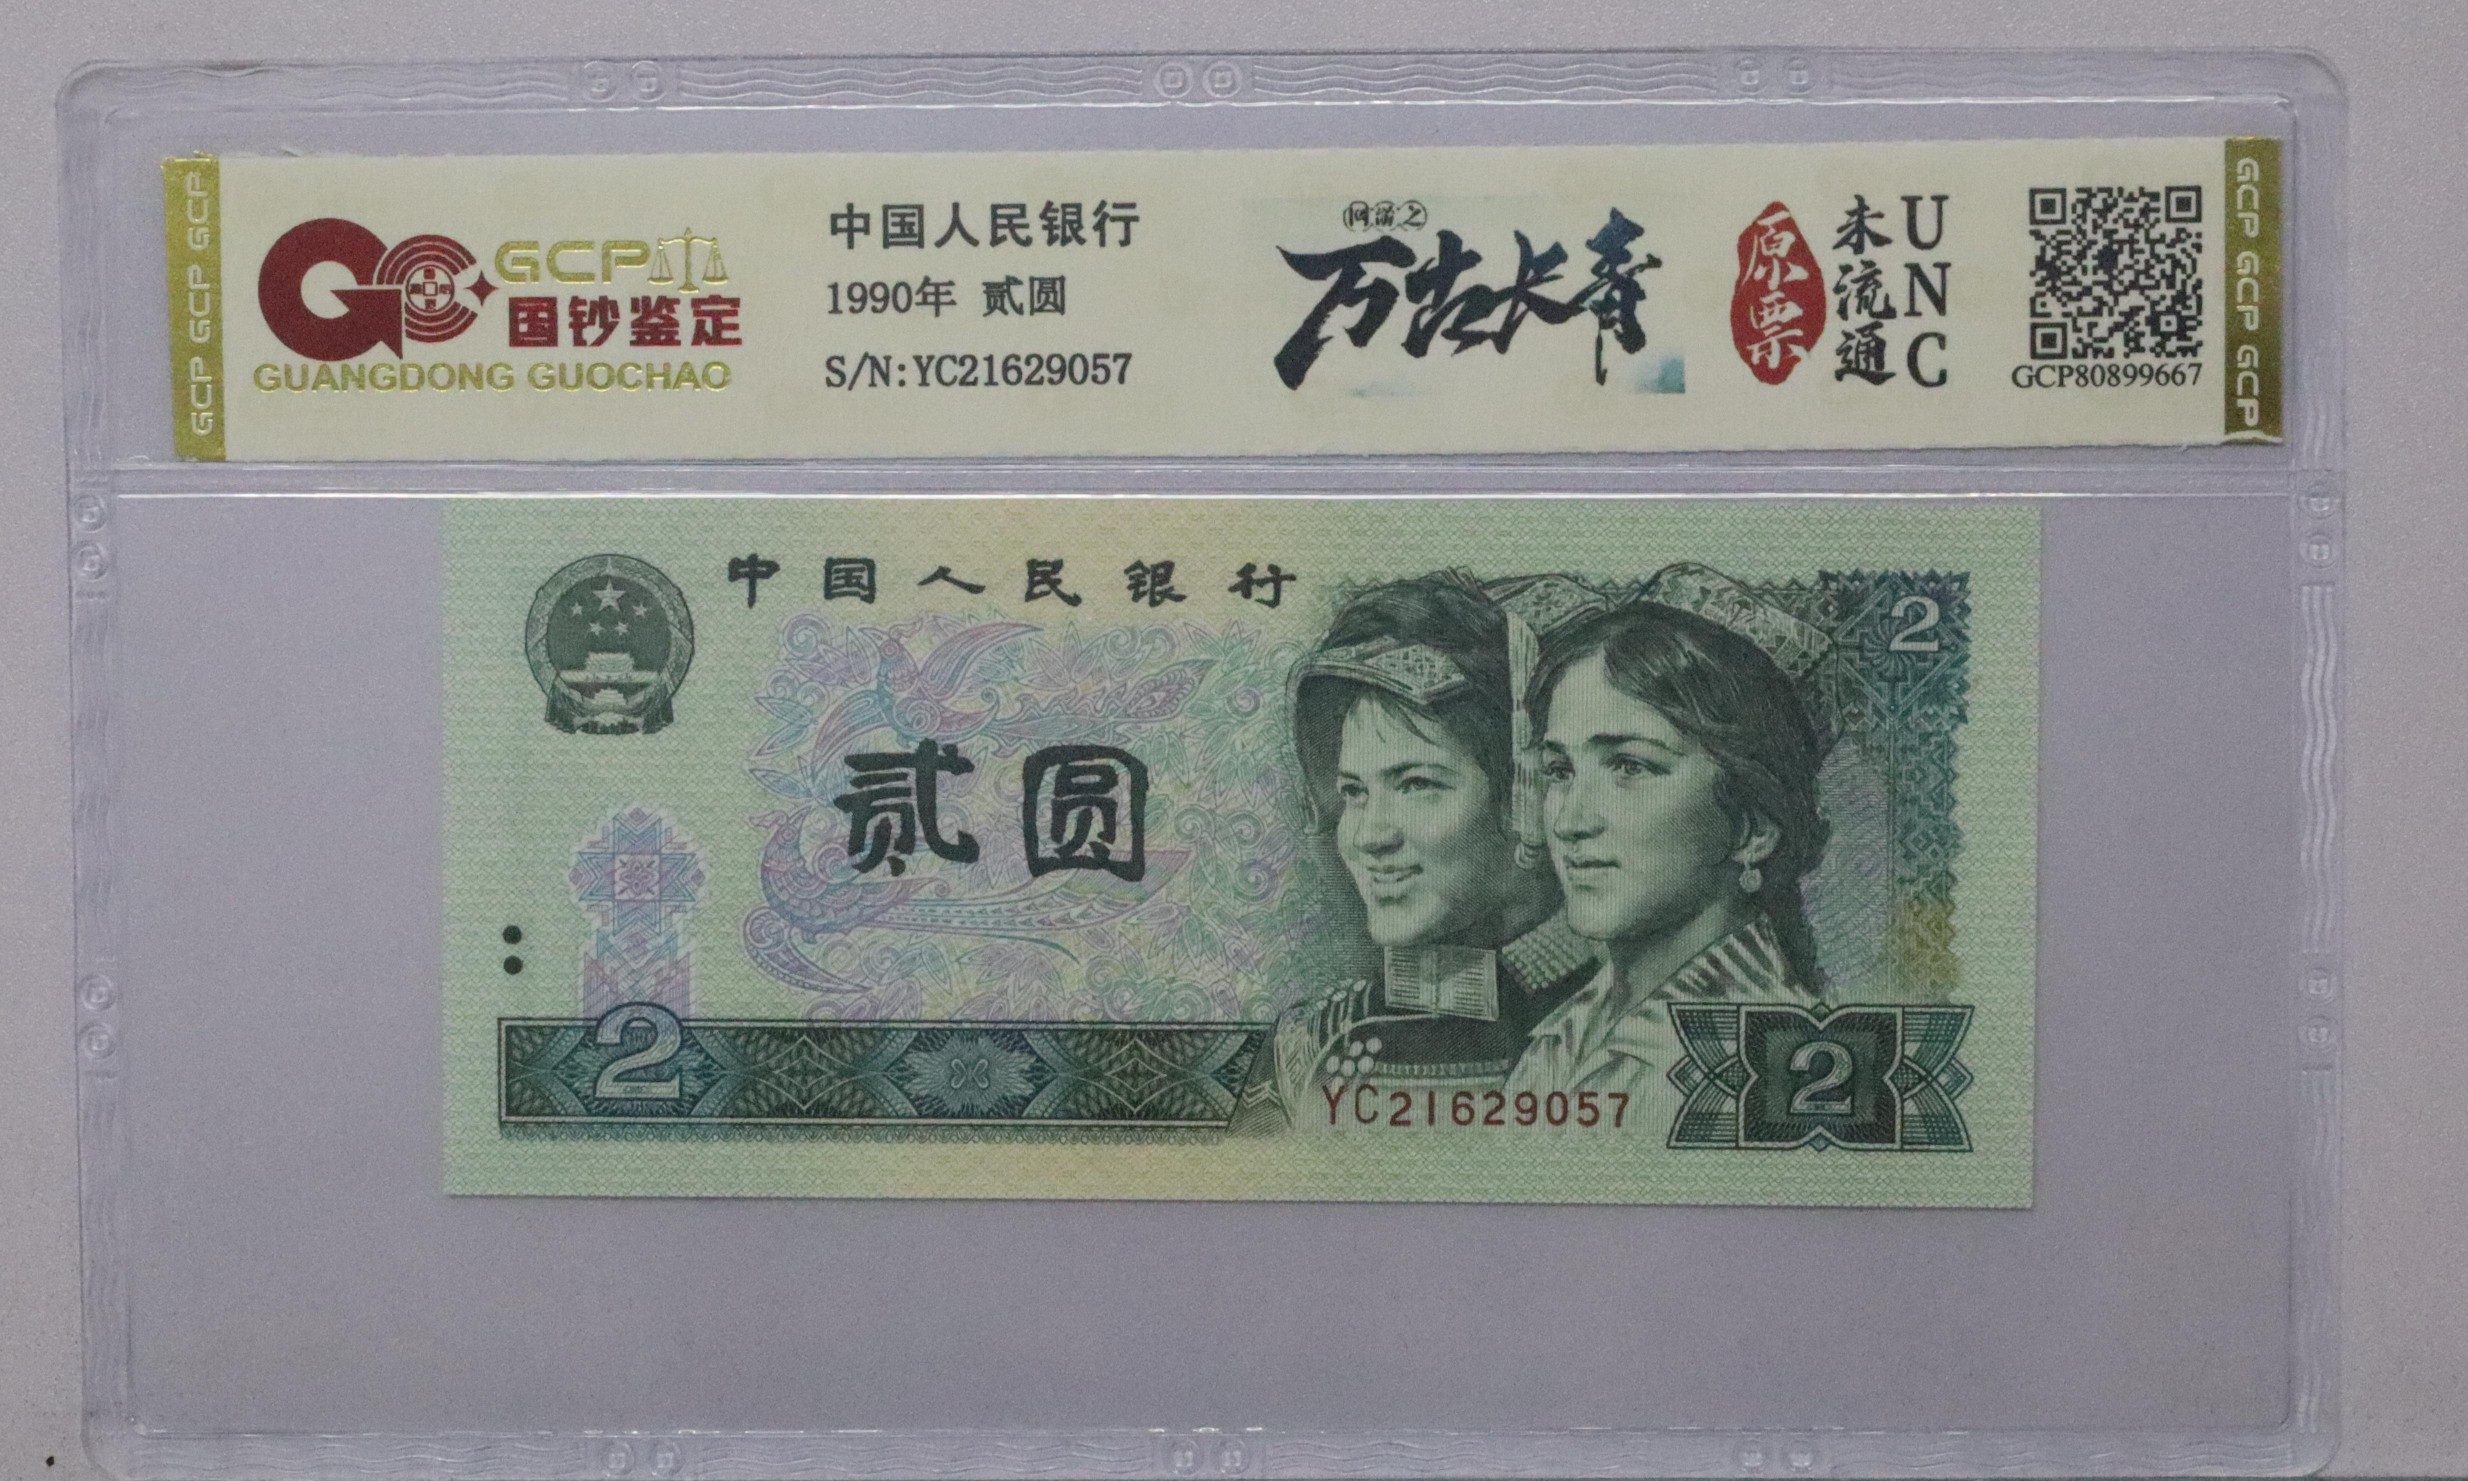 GCP GCP GCP
GCP
国钞鉴定
GUANGDONG GUOCHAO
中国人民银行
1990年 贰圆
S/N:YC21629057
万古长青
原票
未流通
UNC
GCP80899667
GCP GCP GCP
中国人民银行
2
贰圆
2
YC21629057
2